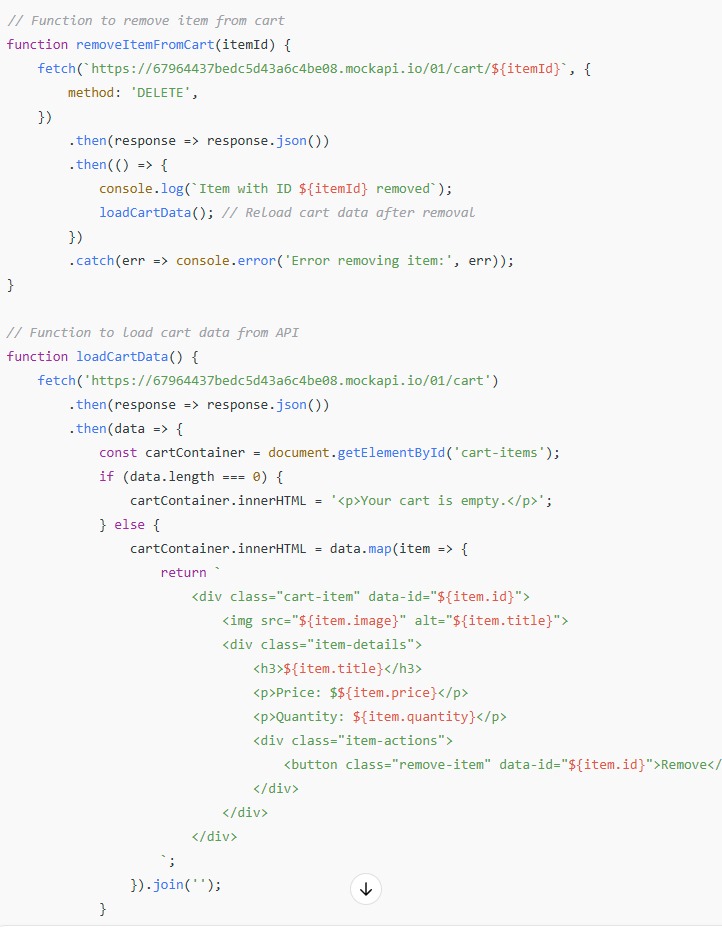 // Function to remove item from cart
function removeItemFromCart(itemId) {
    fetch(`https://67964437bedc5d43a6c4be08.mockapi.io/01/cart/${itemId}`, {
        method: 'DELETE',
    })
        .then(response => response.json())
        .then(() => {
            console.log(`Item with ID ${itemId} removed`);
            loadCartData(); // Reload cart data after removal
        })
        .catch(err => console.error('Error removing item:', err));
}

// Function to load cart data from API
function loadCartData() {
    fetch('https://67964437bedc5d43a6c4be08.mockapi.io/01/cart')
        .then(response => response.json())
        .then(data => {
            const cartContainer = document.getElementById('cart-items');
            if (data.length === 0) {
                cartContainer.innerHTML = '<p>Your cart is empty.</p>';
            } else {
                cartContainer.innerHTML = data.map(item => {
                    return `
                        <div class="cart-item" data-id="${item.id}">
                            <img src="${item.image}" alt="${item.title}">
                            <div class="item-details">
                                <h3>${item.title}</h3>
                                <p>Price: $${item.price}</p>
                                <p>Quantity: ${item.quantity}</p>
                                <div class="item-actions">
                                    <button class="remove-item" data-id="${item.id}">Remove</
                                </div>
                            </div>
                        </div>
                    `;
                }).join('');
            }